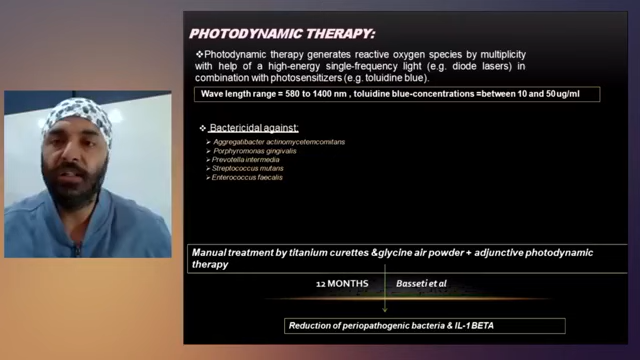 PHOTODYNAMIC THERAPY:
❖Photodynamic therapy generates reactive oxygen species by multiplicity
with help of a high-energy single-frequency light (e.g. diode lasers) in
combination with photosensitizers (e.g. toluidine blue).
Wave length range = 580 to 1400 nm , toluidine blue-concentrations =between 10 and 50 ug/ml
❖ Bactericidal against:
➢ Aggregatibacter actinomycetemcomitans
➢ Porphyromonas gingivalis
➢ Prevotella intermedia
➢ Streptococcus mutans
➢ Enterococcus faecalis
Manual treatment by titanium curettes &glycine air powder + adjunctive photodynamic
therapy
12 MONTHS Basseti et al
Reduction of periopathogenic bacteria & IL-1BETA